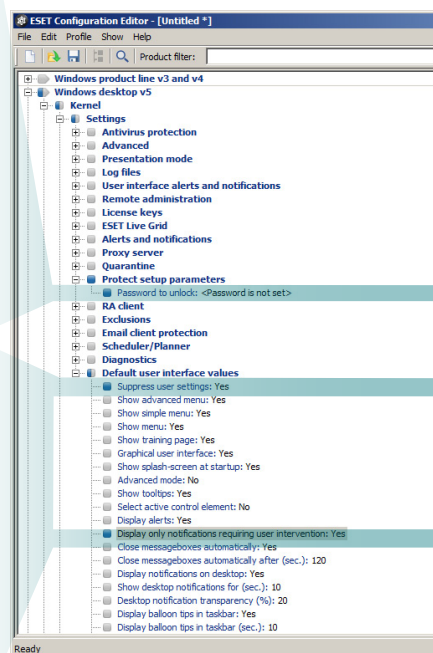 ESET Configuration Editor - [Untitled *]
File Edit Profile Show Help
Product filter:
Windows product line v3 and v4
Windows desktop v5
Kernel
Settings
Antivirus protection
Advanced
Presentation mode
Log files
User interface alerts and notifications
Remote administration
License keys
ESET Live Grid
Alerts and notifications
Proxy server
Quarantine
Protect setup parameters
Password to unlock: <Password is not set>
RA client
Exclusions
Email client protection
Scheduler/Planner
Diagnostics
Default user interface values
Suppress user settings: Yes
Show advanced menu: Yes
Show simple menu: Yes
Show menu: Yes
Show training page: Yes
Graphical user interface: Yes
Show splash-screen at startup: Yes
Advanced mode: No
Show tooltips: Yes
Select active control element: No
Display alerts: Yes
Display only notifications requiring user intervention: Yes
Close messageboxes automatically: Yes
Close messageboxes automatically after (sec.): 120
Display notifications on desktop: Yes
Show desktop notifications for (sec.): 10
Desktop notification transparency (%): 20
Display balloon tips in taskbar: Yes
Display balloon tips in taskbar (sec.): 10
Ready